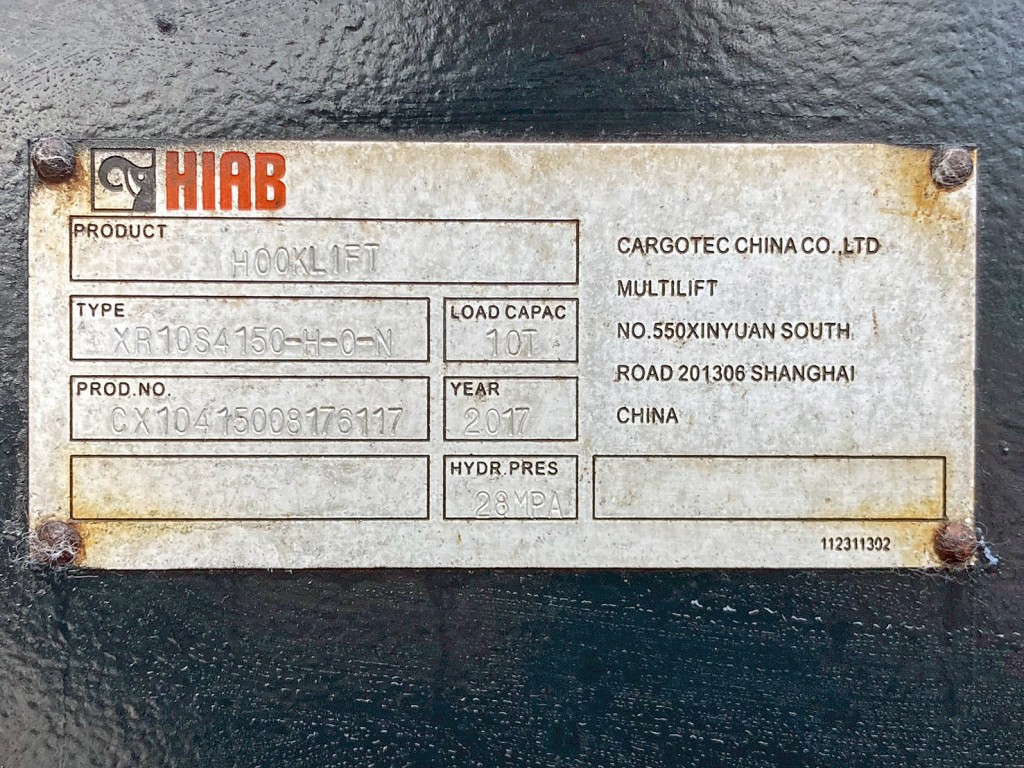 HIAB
PRODUCT
HOOKLIFT
TYPE
XR10S4150-H-0-N
LOAD CAPAC
10T
PROD.NO.
CX10415008176117
YEAR
2017
HYDR.PRES
28MPA
CARGOTEC CHINA CO.,LTD
MULTILIFT
NO.550XINYUAN SOUTH
ROAD 201306 SHANGHAI
CHINA
112311302